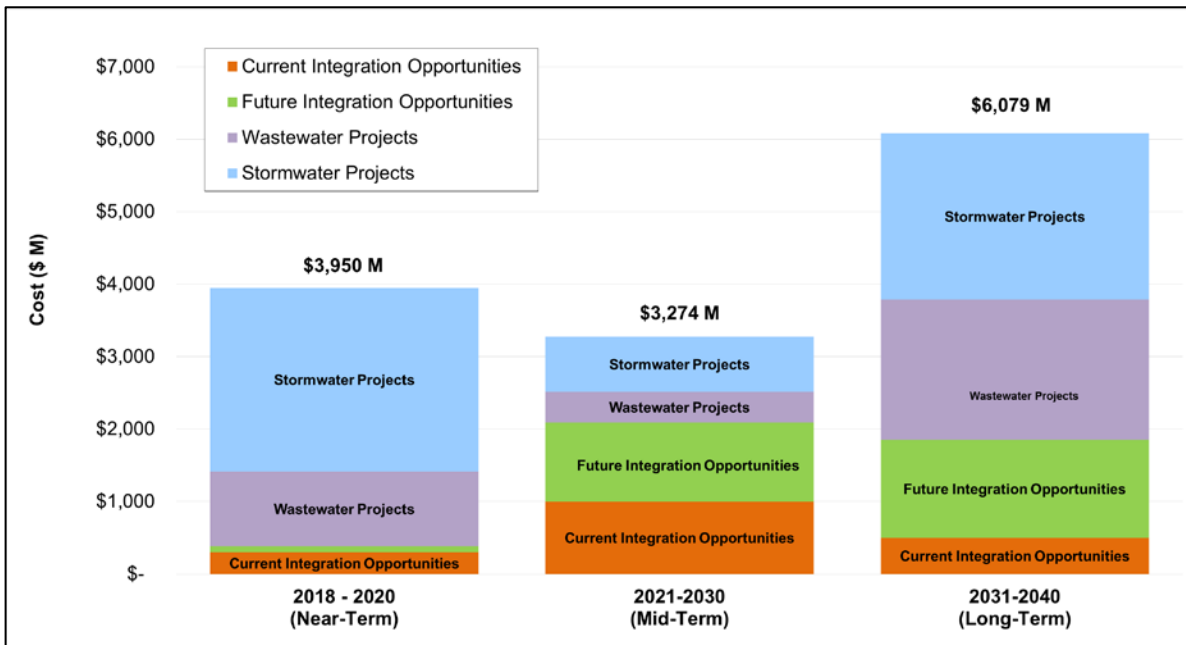 Current Integration Opportunities
Future Integration Opportunities
Wastewater Projects
Stormwater Projects
Cost ($ M)
$7,000
$6,000
$5,000
$4,000
$3,000
$2,000
$1,000
$-
$3,950 M
Stormwater Projects
Wastewater Projects
Current Integration Opportunities
$3,274 M
Stormwater Projects
Wastewater Projects
Future Integration Opportunities
Current Integration Opportunities
$6,079 M
Stormwater Projects
Wastewater Projects
Future Integration Opportunities
Current Integration Opportunities
2018 - 2020
(Near-Term)
2021-2030
(Mid-Term)
2031-2040
(Long-Term)